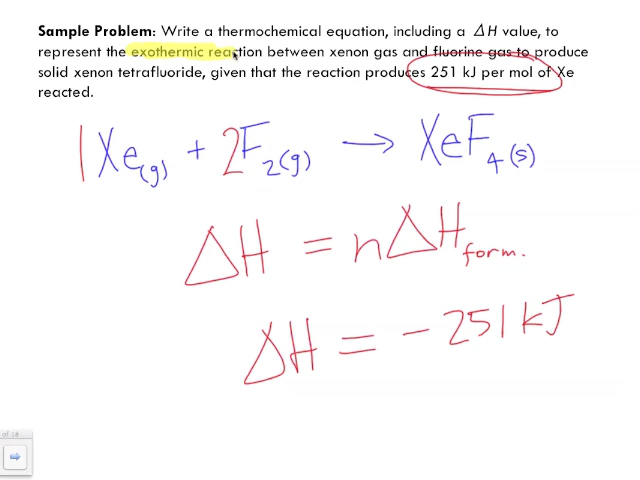 Sample Problem: Write a thermochemical equation, including a ΔH value, to
represent the exothermic reaction between xenon gas and fluorine gas to produce
solid xenon tetrafluoride, given that the reaction produces 251 kJ per mol of Xe
reacted.
1Xe(g) + 2F2(g) → XeF4(s)
ΔH = nΔHform.
ΔH = -251 kJ
of 18